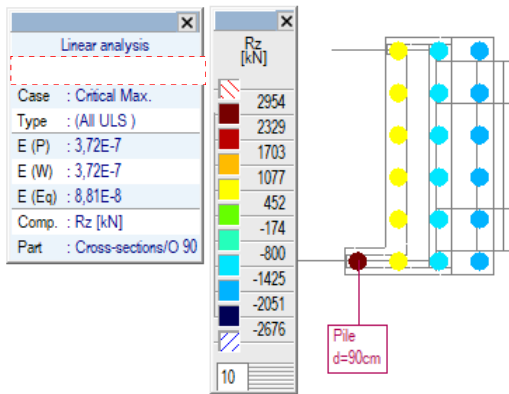 Linear analysis
Case : Critical Max.
Type : (All ULS )
E (P) : 3,72E-7
E (W) : 3,72E-7
E (Eq) : 8,81E-8
Comp. : Rz [kN]
Part : Cross-sections/O 90
Rz
[kN]
2954
2329
1703
1077
452
-174
-800
-1425
-2051
-2676
10
Pile
d=90cm